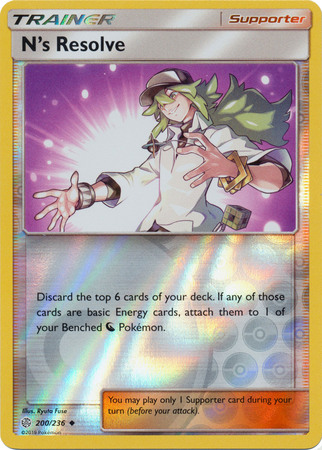 TRAINER
Supporter
N's Resolve
Discard the top 6 cards of your deck. If any of those
cards are basic Energy cards, attach them to 1 of
your Benched Pokémon.
Illus. Ryuta Fuse
200/236
©2019 Pokémon
You may play only 1 Supporter card during your
turn (before your attack).